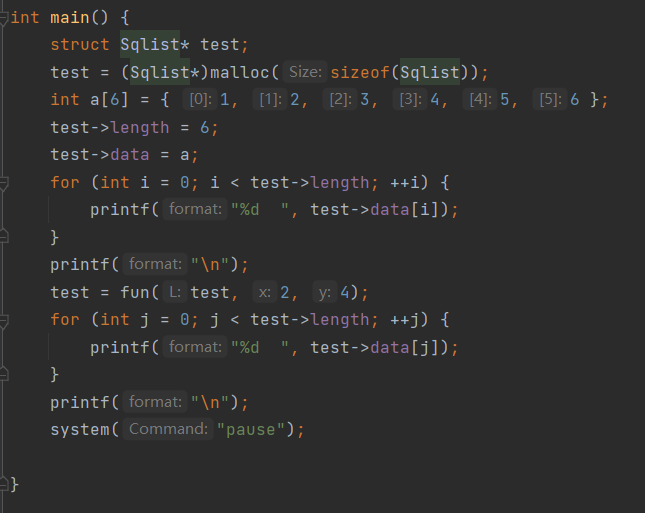 int main() {
    struct Sqlist* test;
    test = (Sqlist*)malloc( Size: sizeof(Sqlist));
    int a[6] = { [0]: 1, [1]: 2, [2]: 3, [3]: 4, [4]: 5, [5]: 6 };
    test->length = 6;
    test->data = a;
    for (int i = 0; i < test->length; ++i) {
        printf( format: "%d  ", test->data[i]);
    }
    printf( format: "\n");
    test = fun( L: test, x: 2, y: 4);
    for (int j = 0; j < test->length; ++j) {
        printf( format: "%d  ", test->data[j]);
    }
    printf( format: "\n");
    system( Command: "pause");

}